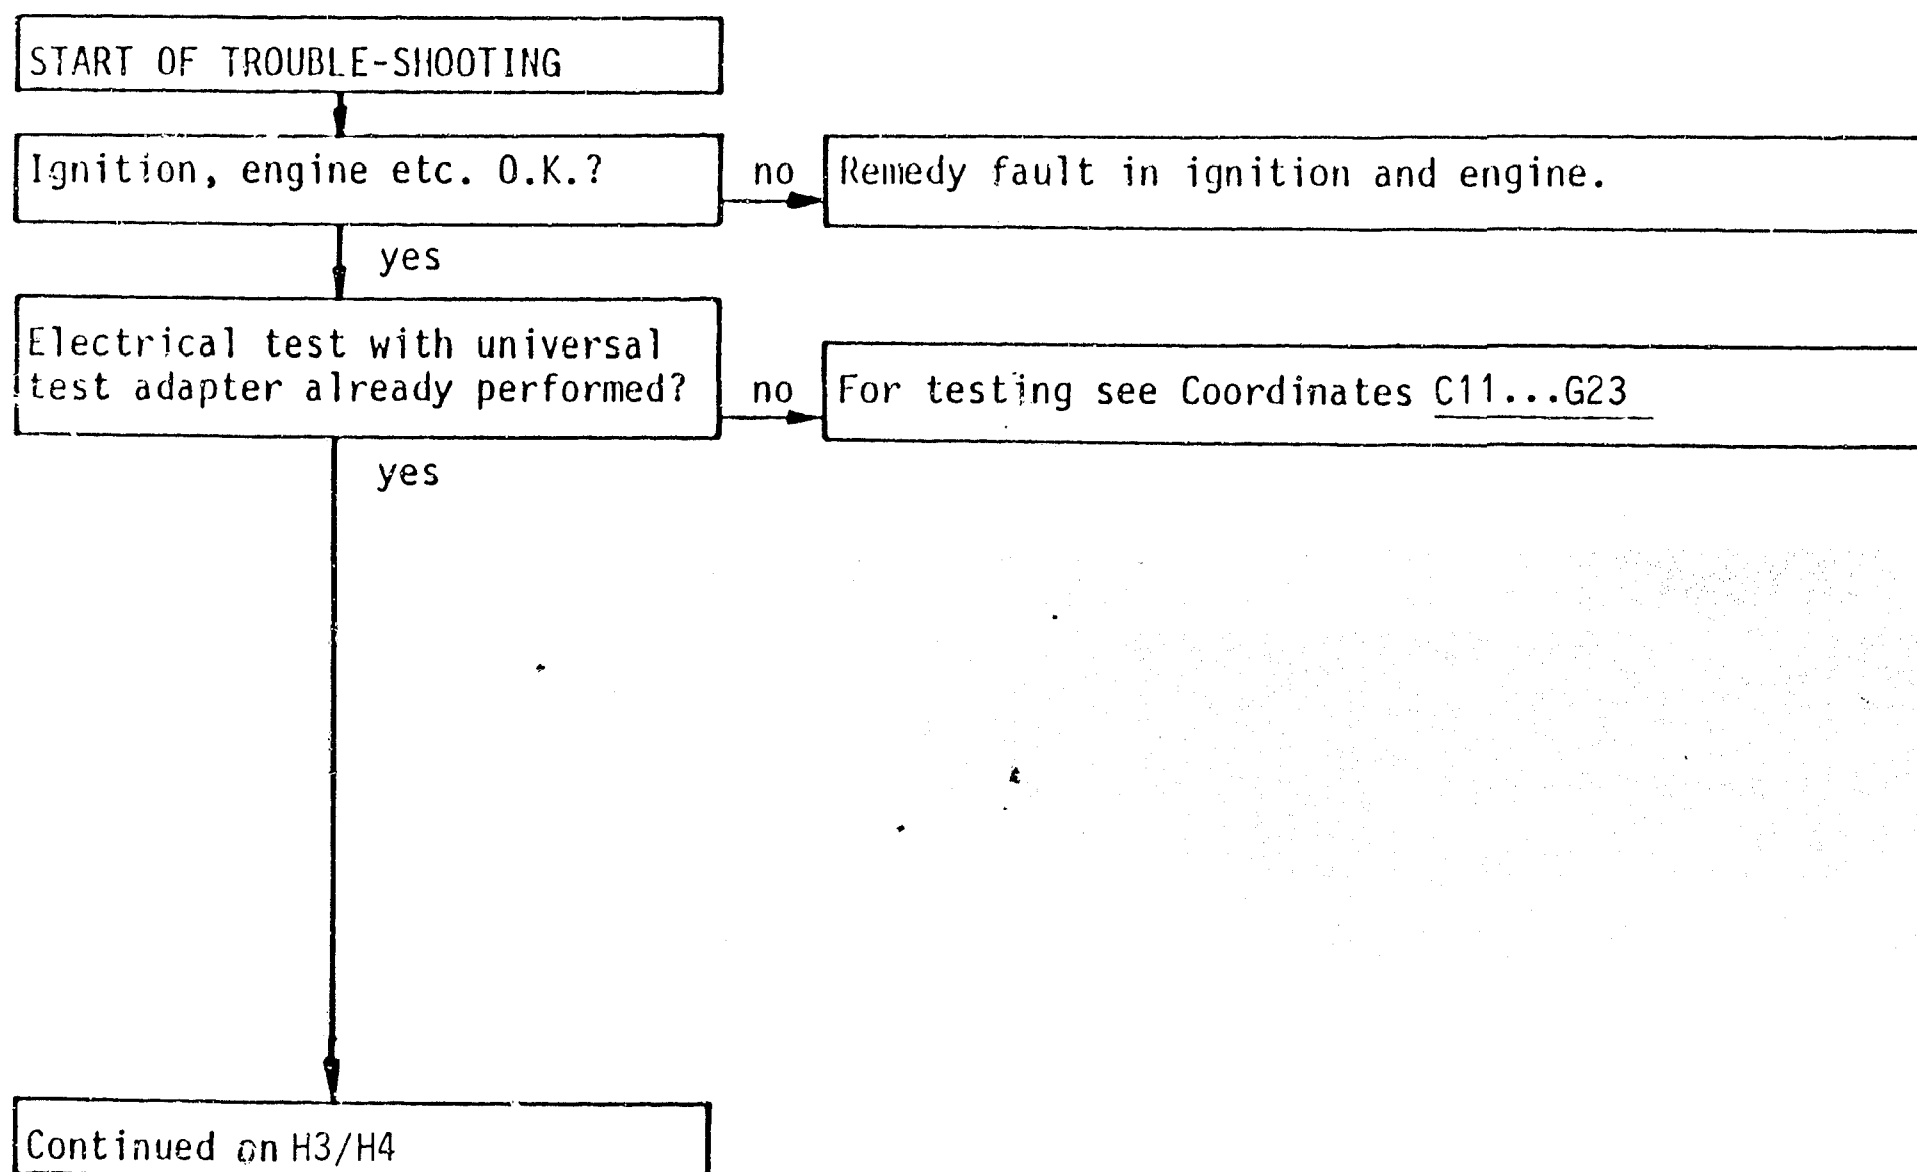 START OF TROUBLE-SHOOTING
Ignition, engine etc. O.K.?
no
Remedy fault in ignition and engine.
yes
Electrical test with universal
test adapter already performed?
no
For testing see Coordinates C11...G23
yes
Continued on H3/H4